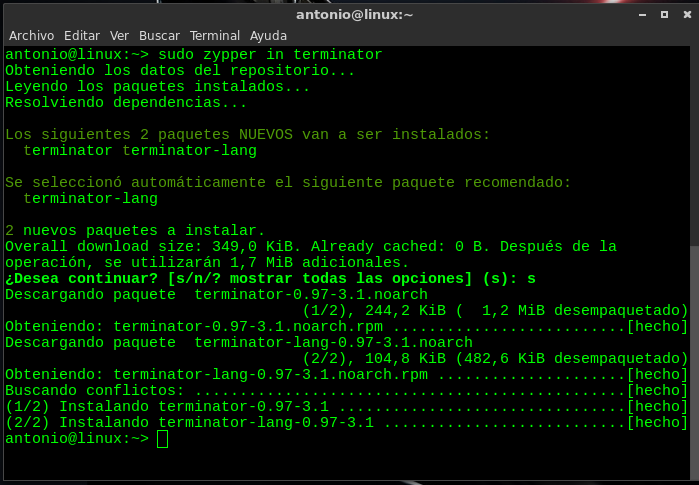 antonio@linux:~
Archivo Editar Ver Buscar Terminal Ayuda
antonio@linux:~> sudo zypper in terminator
Obteniendo los datos del repositorio...
Leyendo los paquetes instalados...
Resolviendo dependencias...
Los siguientes 2 paquetes NUEVOS van a ser instalados:
  terminator terminator-lang
Se seleccionó automáticamente el siguiente paquete recomendado:
  terminator-lang
2 nuevos paquetes a instalar.
Overall download size: 349,0 KiB. Already cached: 0 B. Después de la
operación, se utilizarán 1,7 MiB adicionales.
¿Desea continuar? [s/n/? mostrar todas las opciones] (s): s
Descargando paquete  terminator-0.97-3.1.noarch
                                 (1/2), 244,2 KiB (  1,2 MiB desempaquetado)
Obteniendo: terminator-0.97-3.1.noarch.rpm ..........................[hecho]
Descargando paquete  terminator-lang-0.97-3.1.noarch
                                 (2/2), 104,8 KiB (482,6 KiB desempaquetado)
Obteniendo: terminator-lang-0.97-3.1.noarch.rpm .....................[hecho]
Buscando conflictos: ................................................[hecho]
(1/2) Instalando terminator-0.97-3.1 ................................[hecho]
(2/2) Instalando terminator-lang-0.97-3.1 ...........................[hecho]
antonio@linux:~>